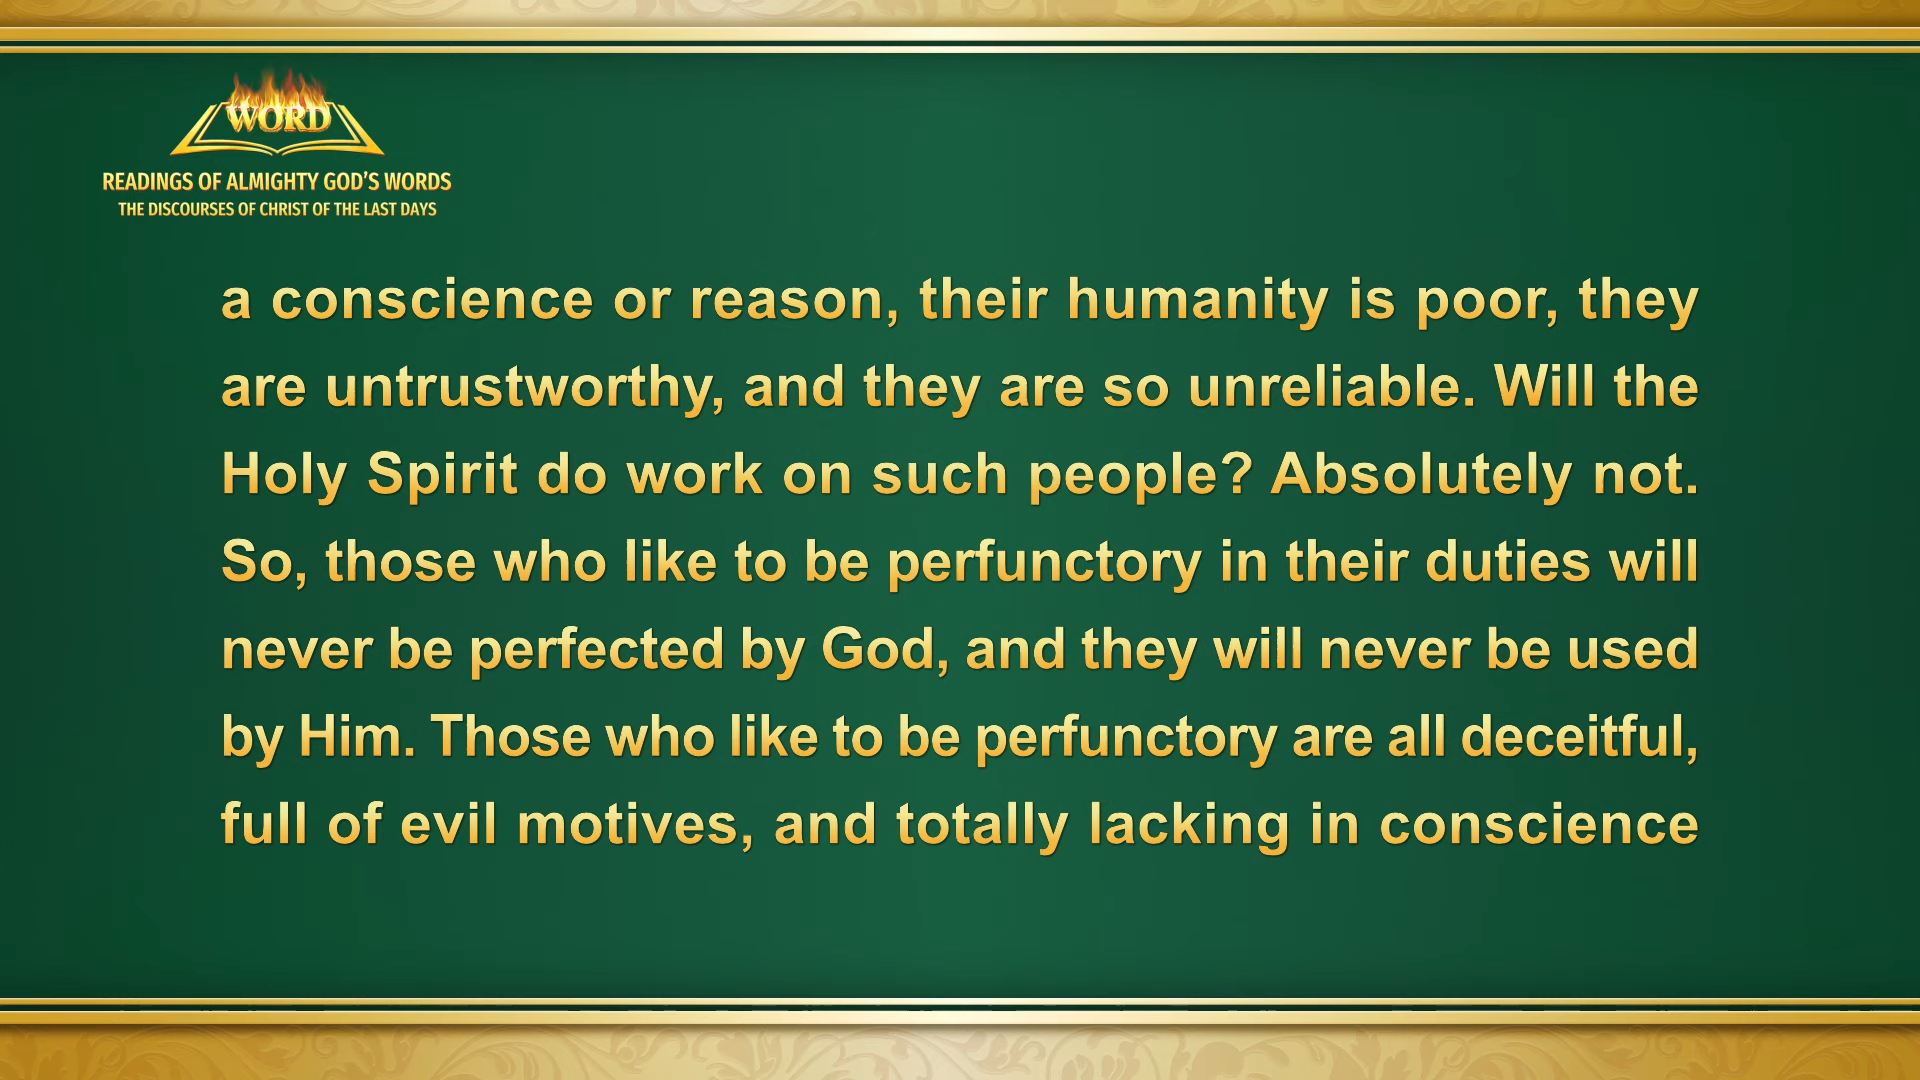 WORD
READINGS OF ALMIGHTY GOD'S WORDS
THE DISCOURSES OF CHRIST OF THE LAST DAYS
a conscience or reason, their humanity is poor, they
are untrustworthy, and they are so unreliable. Will the
Holy Spirit do work on such people? Absolutely not.
So, those who like to be perfunctory in their duties will
never be perfected by God, and they will never be used
by Him. Those who like to be perfunctory are all deceitful,
full of evil motives, and totally lacking in conscience